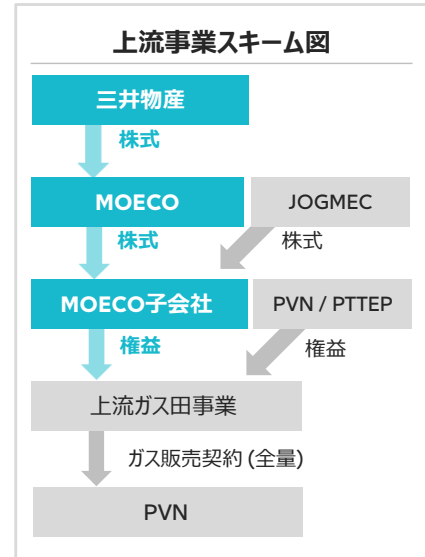 上流事業スキーム図
三井物産
株式
MOECO
JOGMEC
株式
株式
MOECO子会社
PVN / PTTEP
権益
権益
上流ガス田事業
ガス販売契約 (全量)
PVN